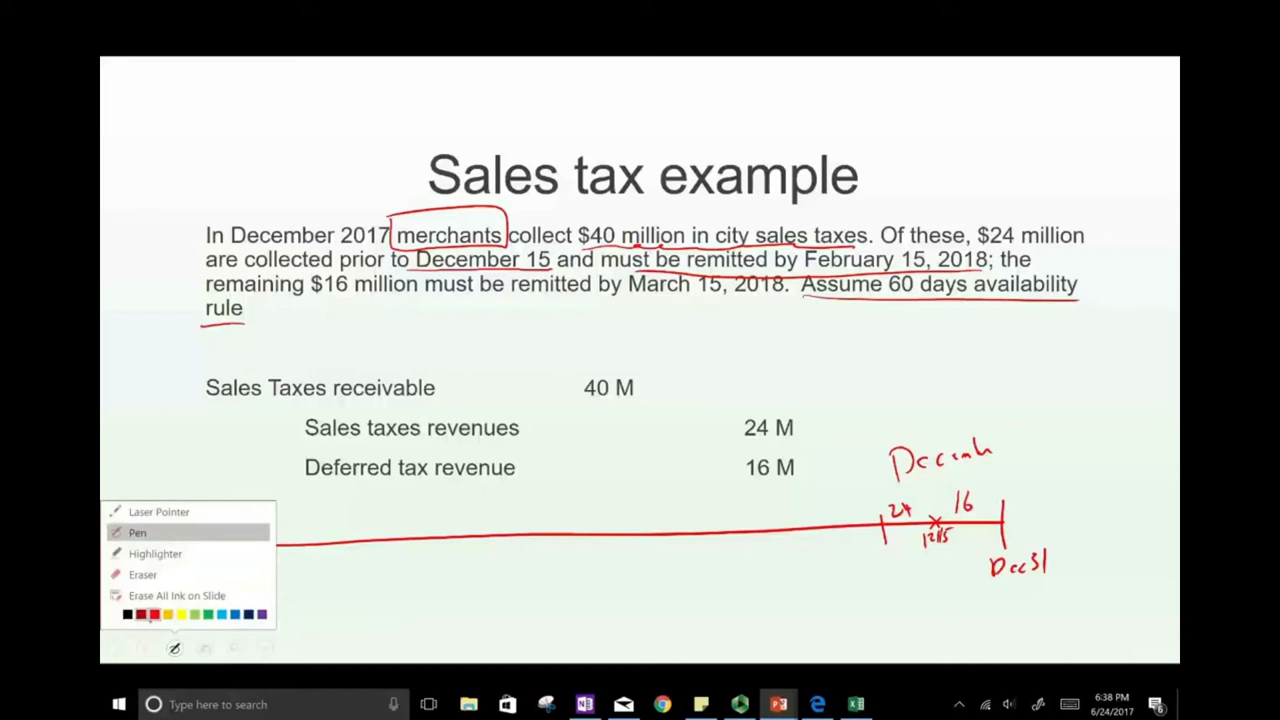 Sales tax example
In December 2017 merchants collect $40 million in city sales taxes. Of these, $24 million
are collected prior to December 15 and must be remitted by February 15, 2018; the
remaining $16 million must be remitted by March 15, 2018. Assume 60 days availability
rule
Sales Taxes receivable 40 M
Sales taxes revenues 24 M
Deferred tax revenue 16 M
24 16
12/15
Dec 31
Laser Pointer
Pen
Highlighter
Eraser
Erase All Ink on Slide
Type here to search
6:38 PM
6/24/2017
6